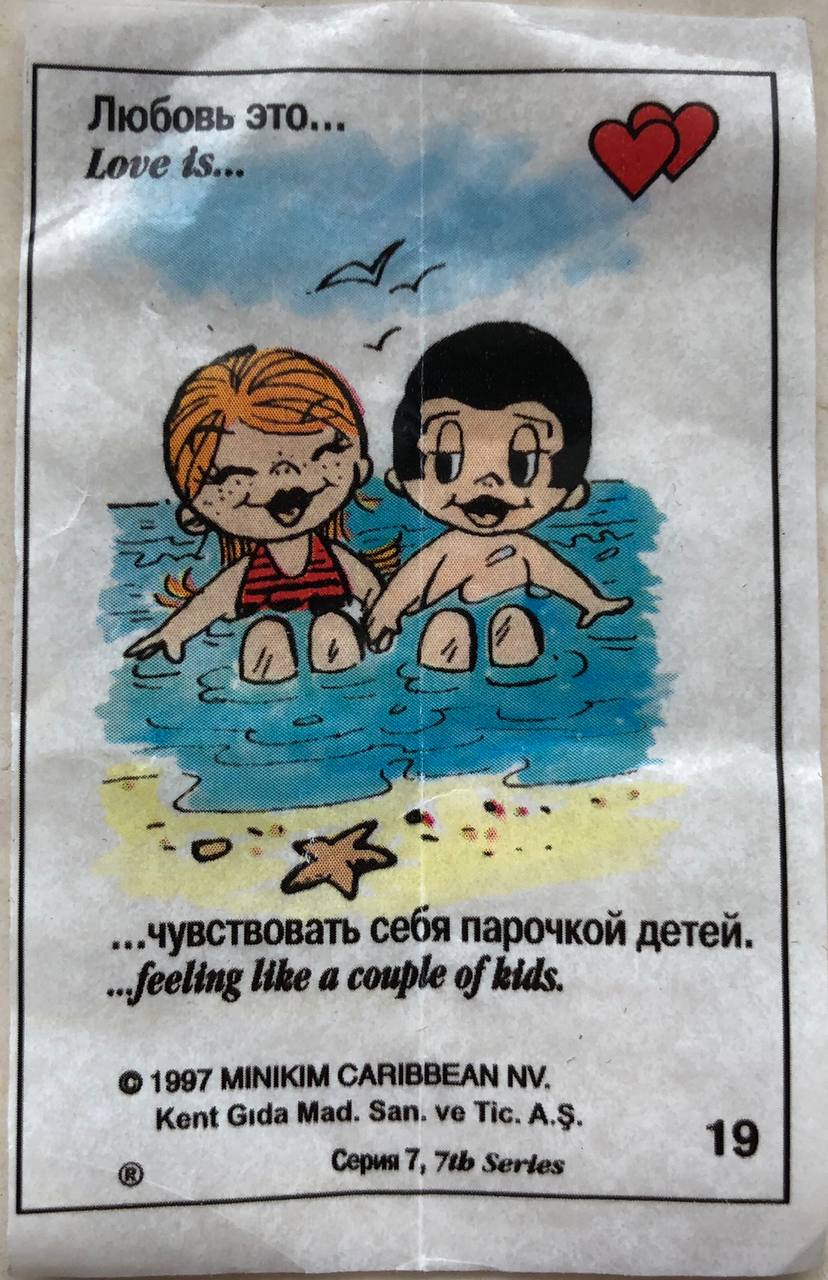 Любовь это...
Love is...
...чувствовать себя парочкой детей.
...feeling like a couple of kids.
© 1997 MINIKIM CARIBBEAN NV.
Kent Gıda Mad. San. ve Tic. A.Ş.
19
Серия 7, 7th Series
®